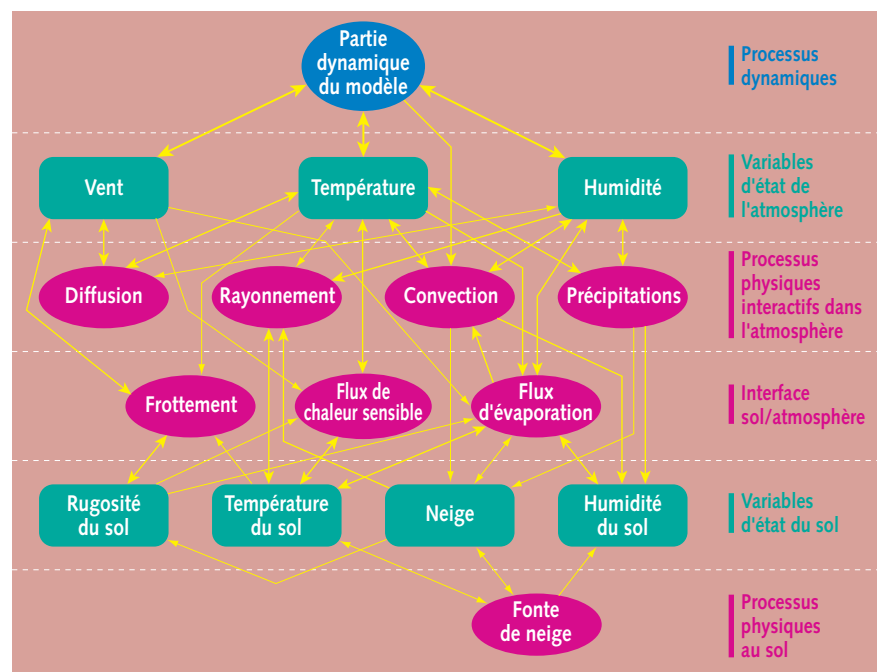 Partie
dynamique
du modèle
Processus
dynamiques
Vent
Température
Humidité
Variables
d'état de
l'atmosphère
Diffusion
Rayonnement
Convection
Précipitations
Processus
physiques
interactifs dans
l'atmosphère
Frottement
Flux de
chaleur sensible
Flux
d'évaporation
Interface
sol/atmosphère
Rugosité
du sol
Température
du sol
Neige
Humidité
du sol
Variables
d'état du sol
Fonte
de neige
Processus
physiques
au sol